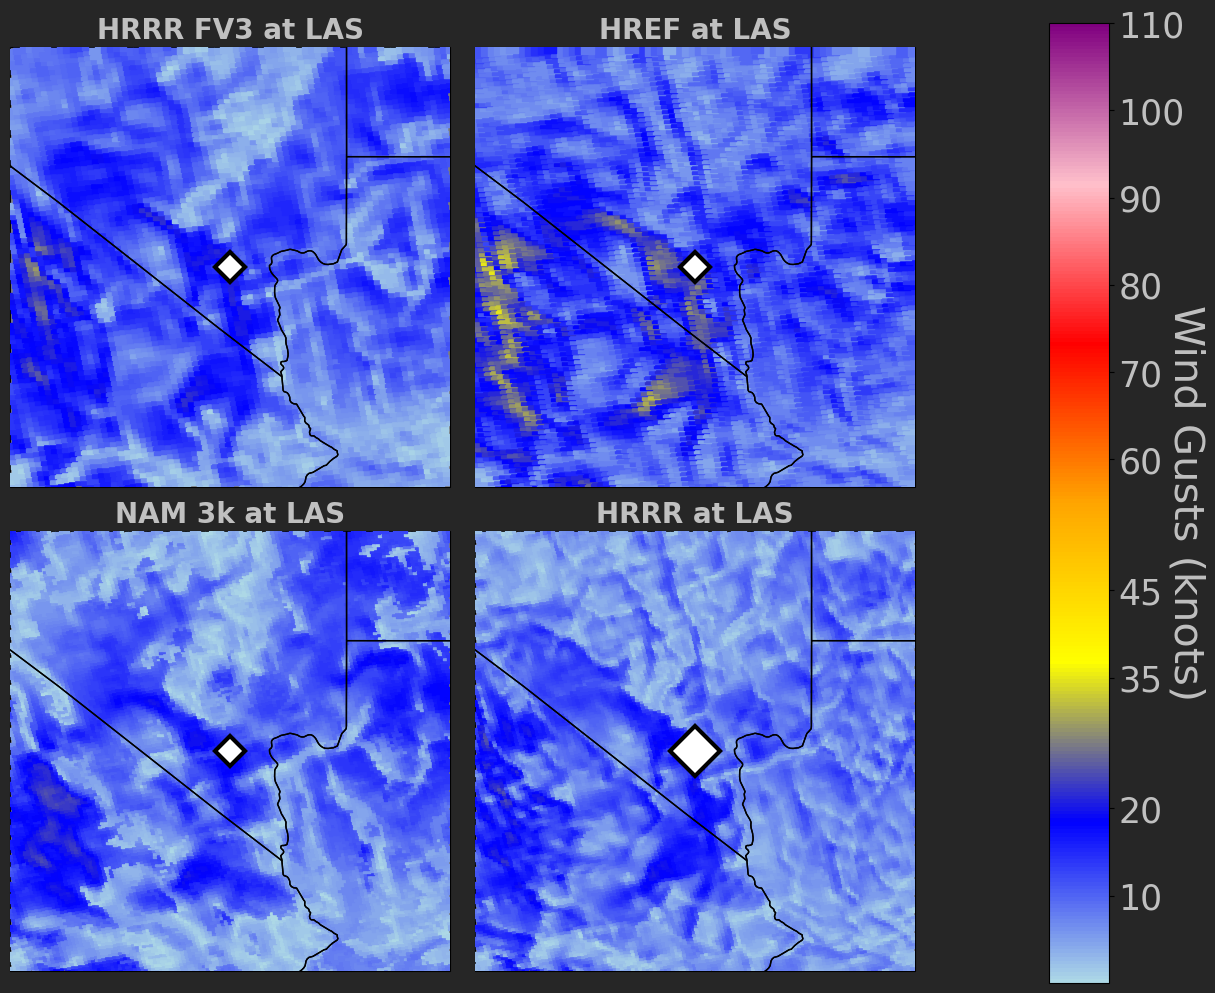 HRRR FV3 at LAS
HREF at LAS
NAM 3k at LAS
HRRR at LAS
110
100
90
80
70
60
45
35
20
10
Wind Gusts (knots)